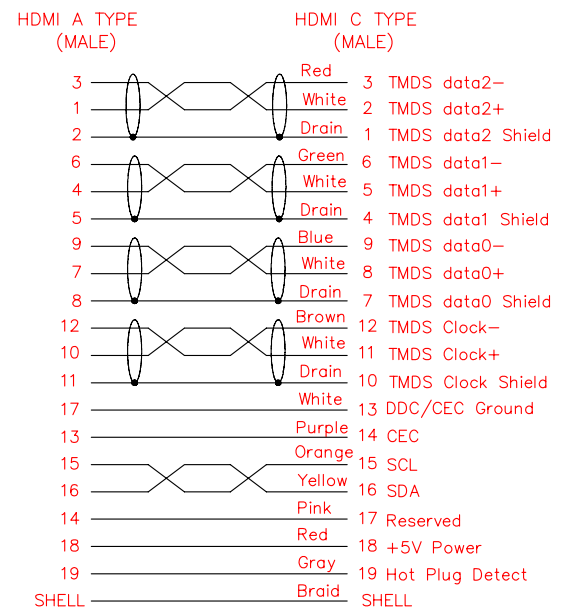 HDMI A TYPE HDMI C TYPE
(MALE) (MALE)
3 Red 3 TMDS data2-
1 White 2 TMDS data2+
2 Drain 1 TMDS data2 Shield
6 Green 6 TMDS data1-
4 White 5 TMDS data1+
5 Drain 4 TMDS data1 Shield
9 Blue 9 TMDS data0-
7 White 8 TMDS data0+
8 Drain 7 TMDS data0 Shield
12 Brown 12 TMDS Clock-
10 White 11 TMDS Clock+
11 Drain 10 TMDS Clock Shield
17 White 13 DDC/CEC Ground
13 Purple 14 CEC
15 Orange 15 SCL
16 Yellow 16 SDA
14 Pink 17 Reserved
18 Red 18 +5V Power
19 Gray 19 Hot Plug Detect
SHELL Braid SHELL